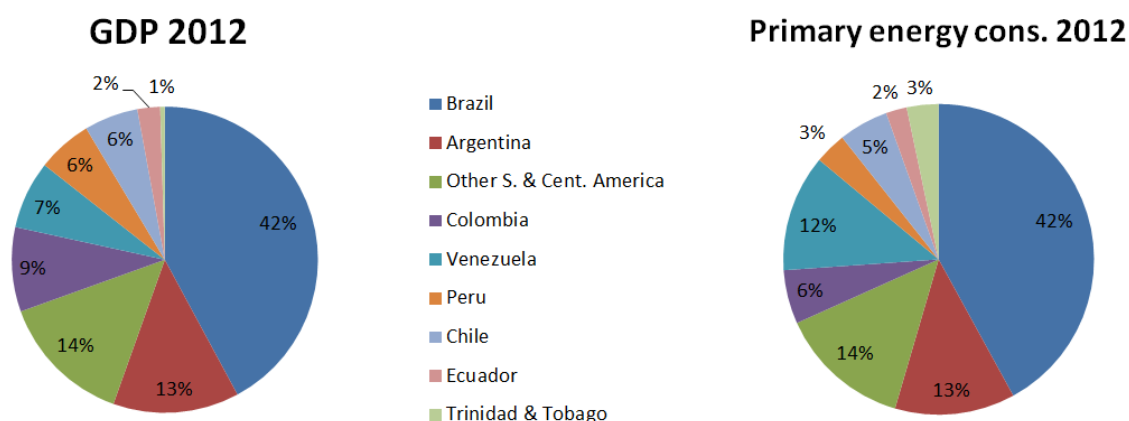 GDP 2012
Primary energy cons. 2012
2%
1%
6%
6%
7%
9%
14%
13%
42%
Brazil
Argentina
Other S. & Cent. America
Colombia
Venezuela
Peru
Chile
Ecuador
Trinidad & Tobago
2%
3%
3%
5%
12%
6%
14%
13%
42%